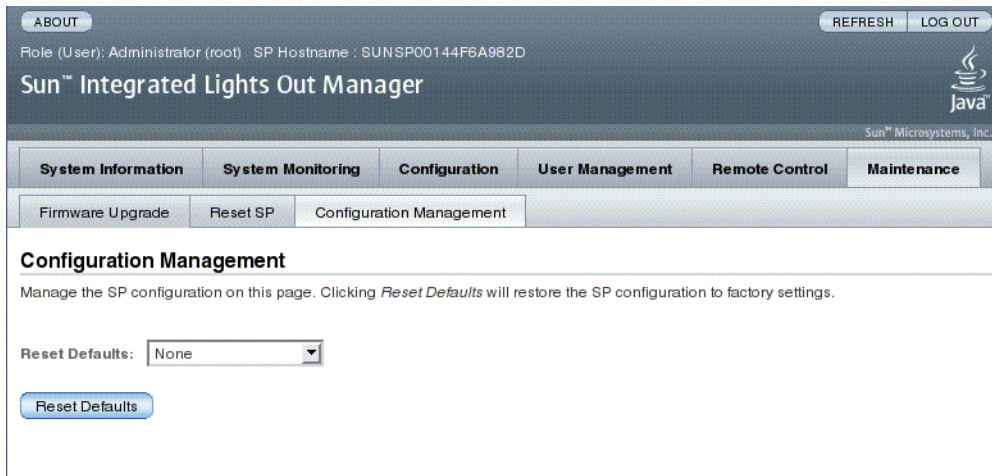 ABOUT
REFRESH
LOG OUT
Role (User): Administrator (root) SP Hostname : SUNSP00144F6A982D
Sun™ Integrated Lights Out Manager
Java™
Sun™ Microsystems, Inc.
System Information
System Monitoring
Configuration
User Management
Remote Control
Maintenance
Firmware Upgrade
Reset SP
Configuration Management
Configuration Management
Manage the SP configuration on this page. Clicking Reset Defaults will restore the SP configuration to factory settings.
Reset Defaults: None
Reset Defaults